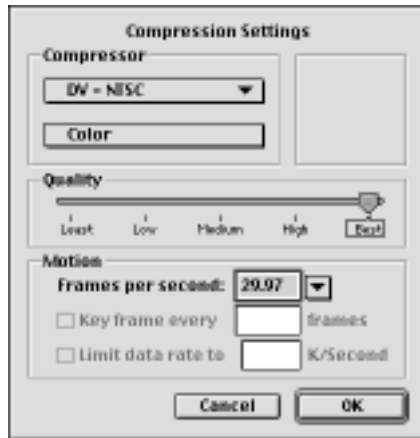 Compression Settings
Compressor
DV - NTSC
Color
Quality
Least Low Medium High Best
Motion
Frames per second: 29.97
Key frame every frames
Limit data rate to K/Second
Cancel OK